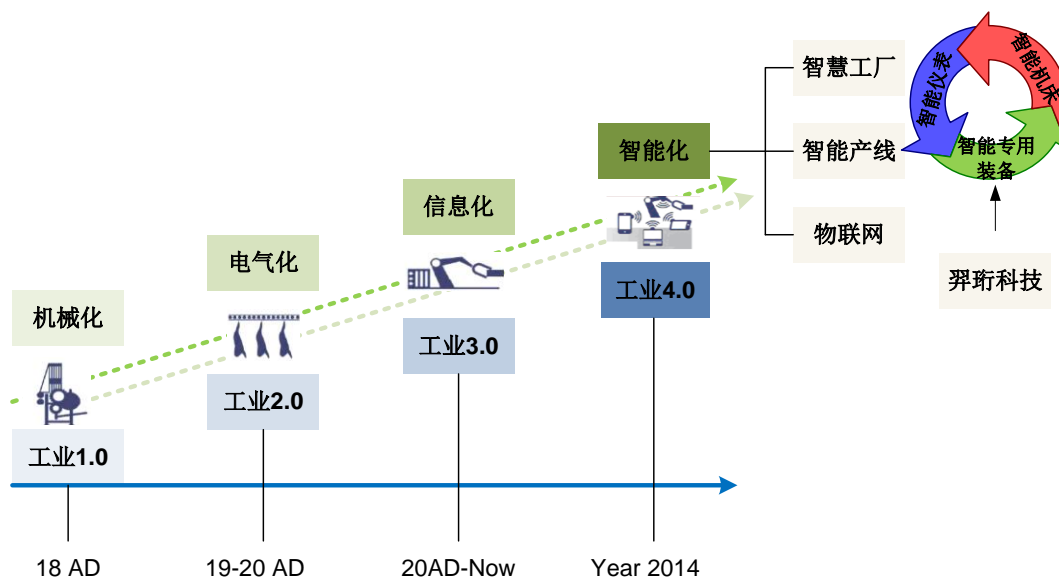 智慧工厂
智能仪表
智能机床
智能化
智能产线
智能专用
装备
信息化
物联网
电气化
工业4.0
羿珩科技
机械化
工业3.0
工业2.0
工业1.0
18 AD
19-20 AD
20AD-Now
Year 2014